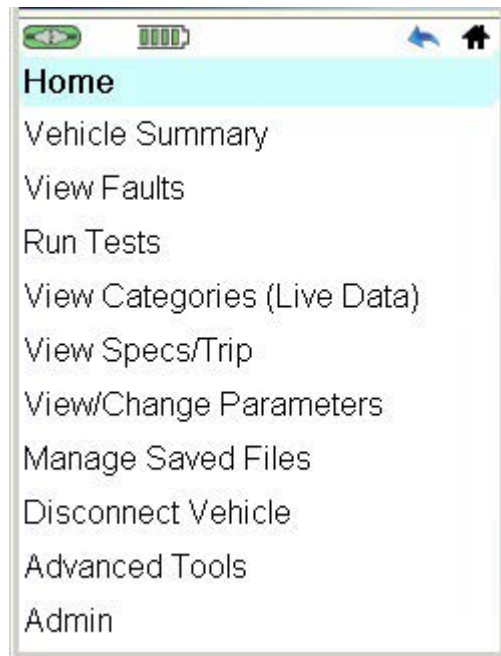 Home
Vehicle Summary
View Faults
Run Tests
View Categories (Live Data)
View Specs/Trip
View/Change Parameters
Manage Saved Files
Disconnect Vehicle
Advanced Tools
Admin